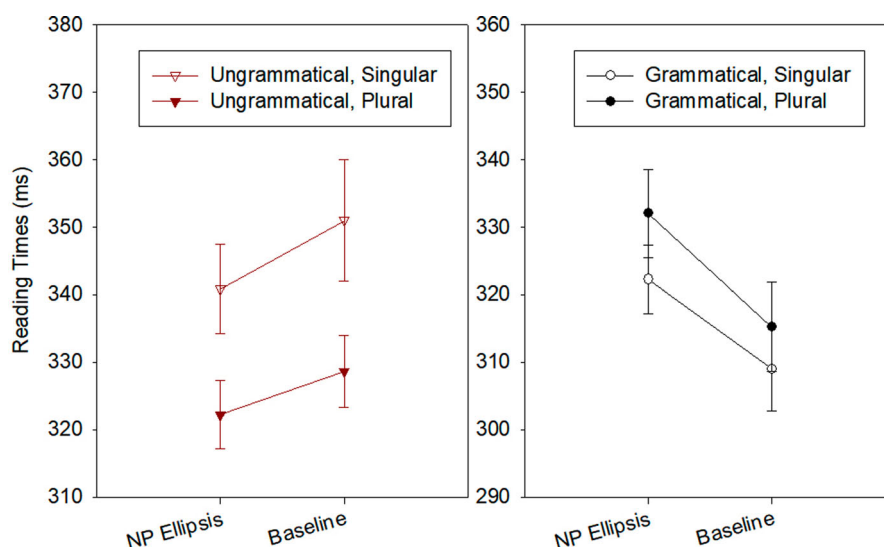 Reading Times (ms)
380
370
360
350
340
330
320
310
Ungrammatical, Singular
Ungrammatical, Plural
NP Ellipsis
Baseline
360
350
340
330
320
310
300
290
Grammatical, Singular
Grammatical, Plural
NP Ellipsis
Baseline